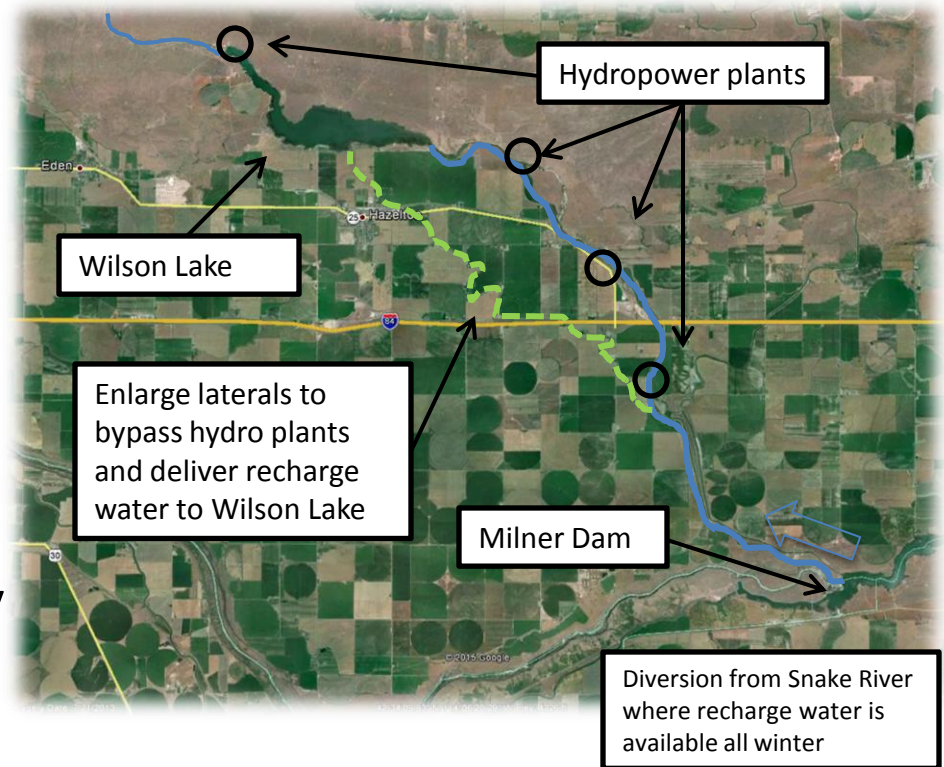 Hydropower plants
Eden
25
Hazelton
Wilson Lake
84
Enlarge laterals to
bypass hydro plants
and deliver recharge
water to Wilson Lake
Milner Dam
30
© 2015 Google
Diversion from Snake River
where recharge water is
available all winter